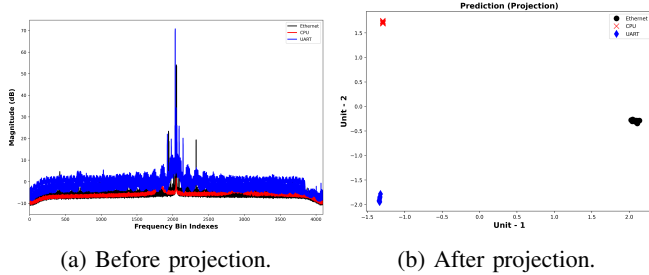 Prediction (Projection)
Ethernet
CPU
UART
70
60
50
40
30
20
10
0
-10
Magnitude (dB)
0 500 1000 1500 2000 2500 3000 3500 4000
Frequency Bin Indexes
Ethernet
CPU
UART
1.5
1.0
0.5
0.0
−0.5
−1.0
−1.5
−2.0
Unit - 2
−1.5 −1.0 −0.5 0.0 0.5 1.0 1.5 2.0
Unit - 1
(a) Before projection.
(b) After projection.